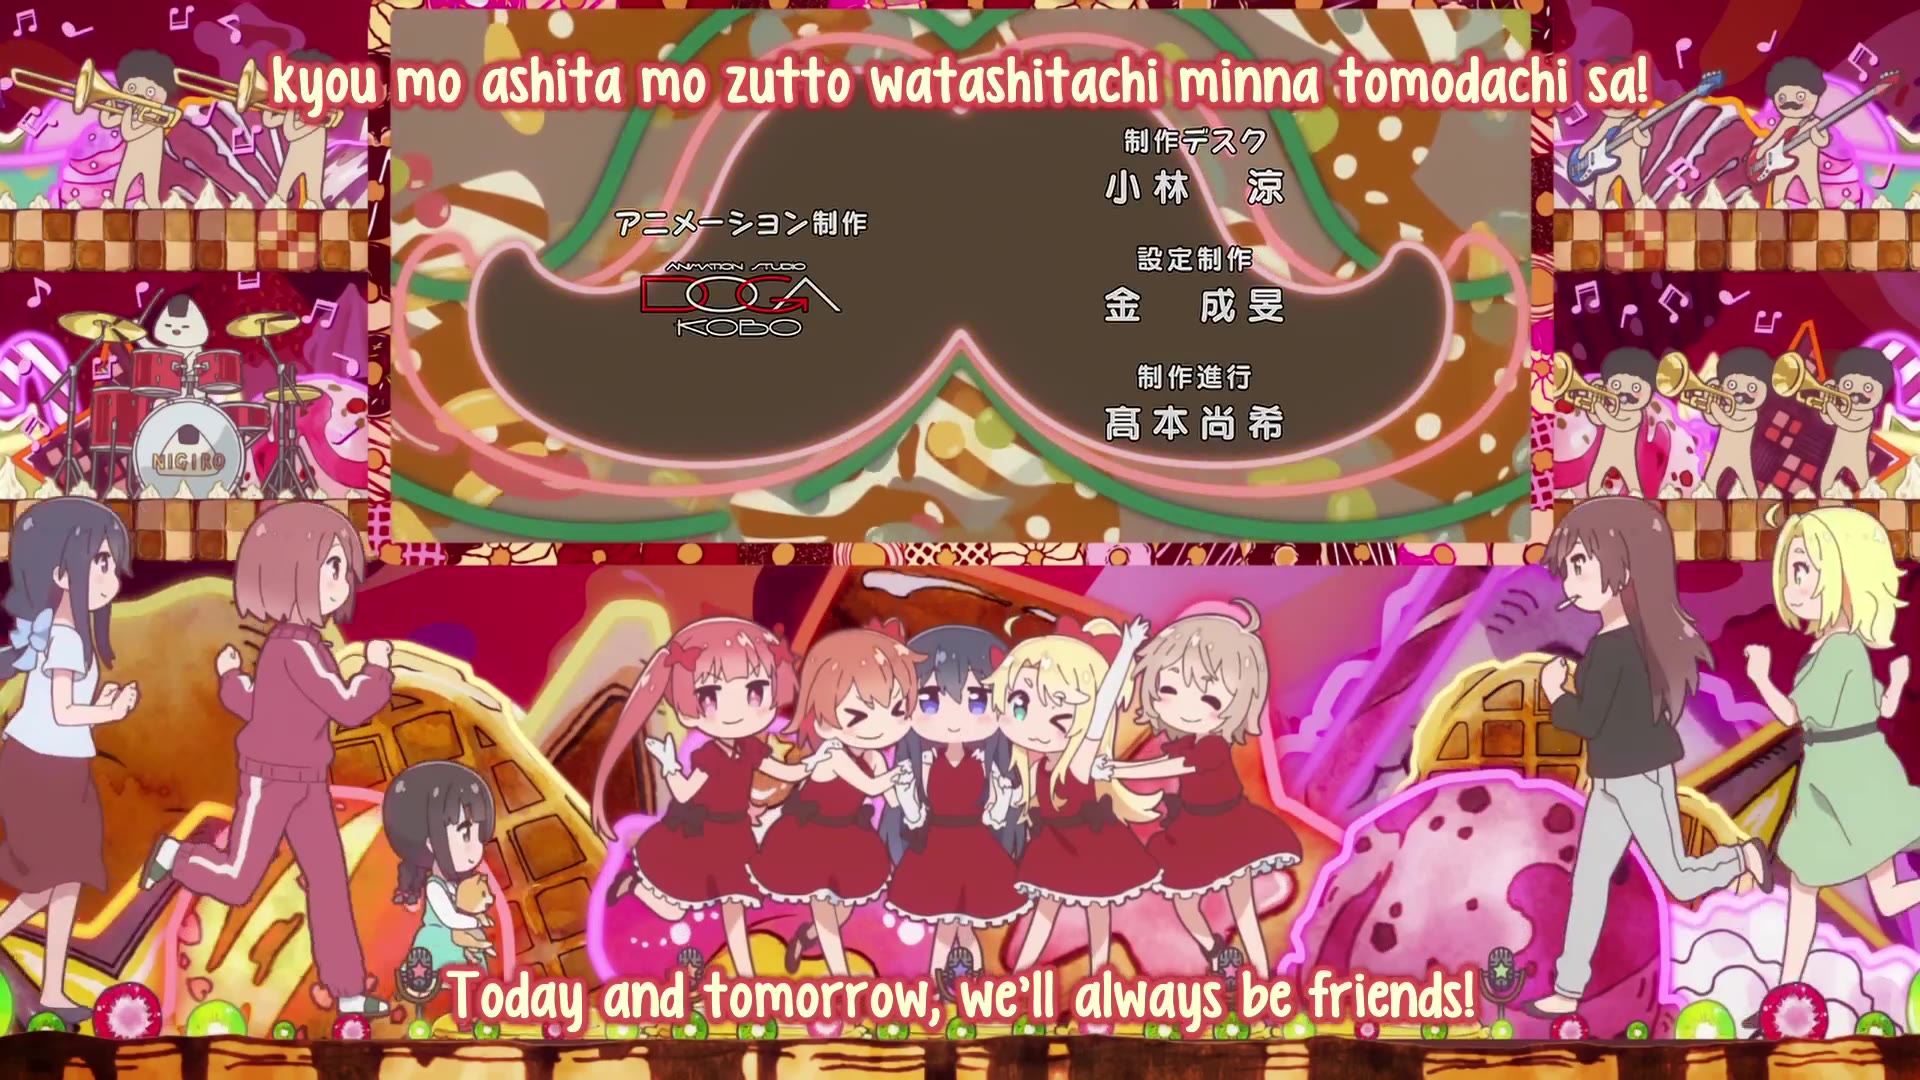 kyou mo ashita mo zutto watashitachi minna tomodachi sa!
アニメーション制作
ANIMATION STUDIO
DOGA
KOBO
制作デスク
小林 涼
設定制作
金 成旻
制作進行
髙本尚希
NIGIRO
Today and tomorrow, we'll always be friends!